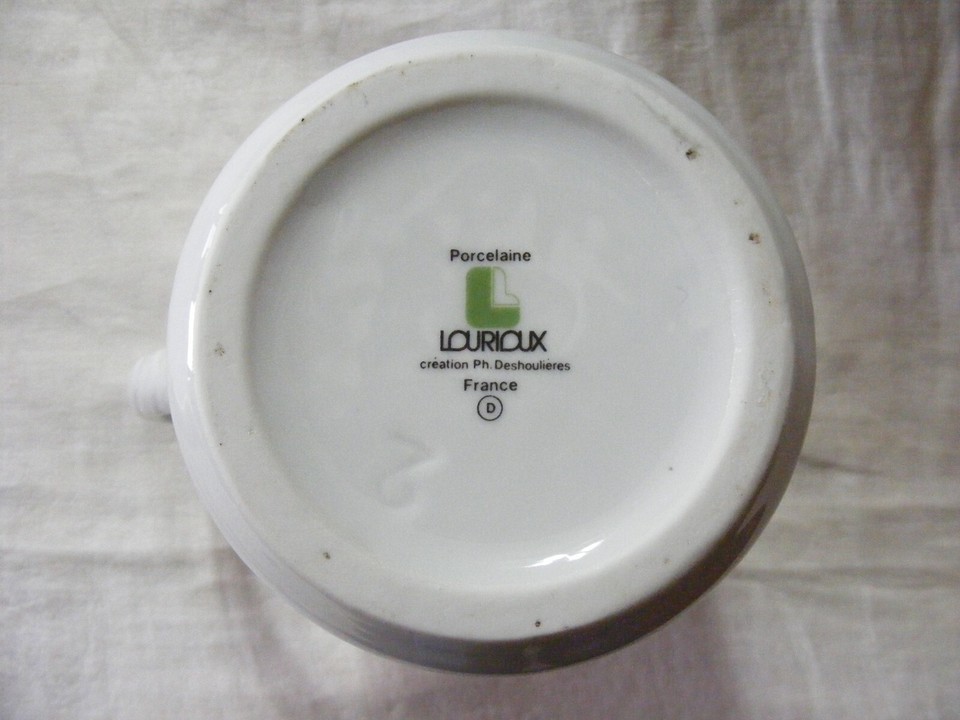 Porcelaine
LOURIOUX
création Ph. Deshoulières
France
D